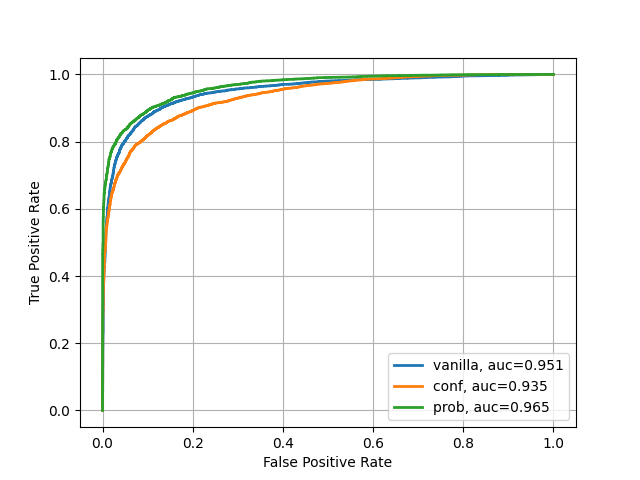 1.0
0.8
0.6
0.4
0.2
0.0
True Positive Rate
vanilla, auc=0.951
conf, auc=0.935
prob, auc=0.965
0.0 0.2 0.4 0.6 0.8 1.0
False Positive Rate